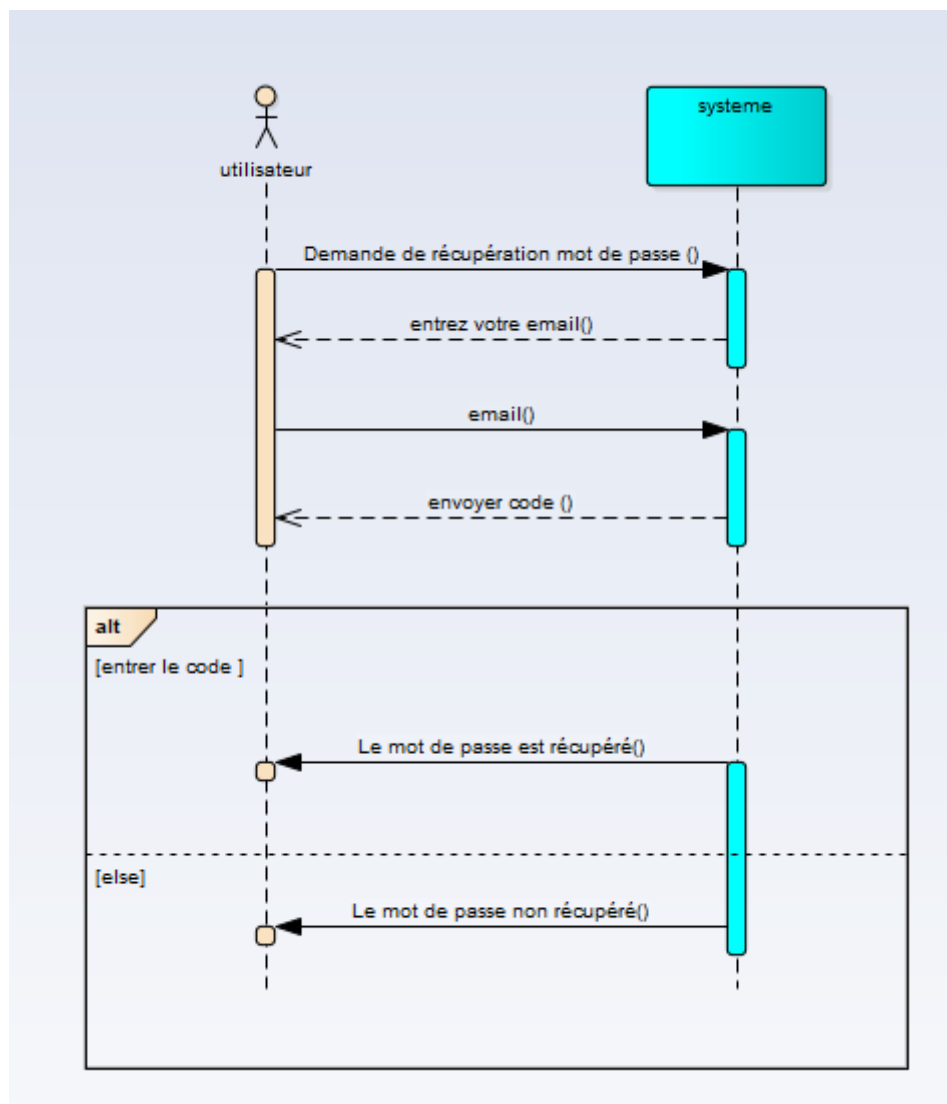 utilisateur
systeme
Demande de récupération mot de passe ()
entrez votre email()
email()
envoyer code ()
alt
[entrer le code ]
Le mot de passe est récupéré()
[else]
Le mot de passe non récupéré()